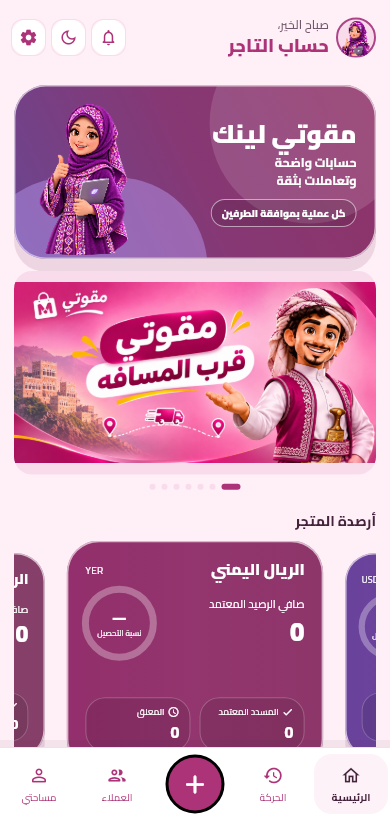 صباح الخير،
حساب التاجر
مقوتي لينك
حسابات واضحة
وتعاملات بثقة
كل عملية بموافقة الطرفين
مقوتي
مقوتي
قرب المسافه
أرصدة المتجر
الريال اليمني
YER
صافي الرصيد المعتمد
0
—
نسبة التحصيل
المسدد المعتمد
0
المعلق
0
USD
0
الرئيسية
الحركة
العملاء
مساحتي